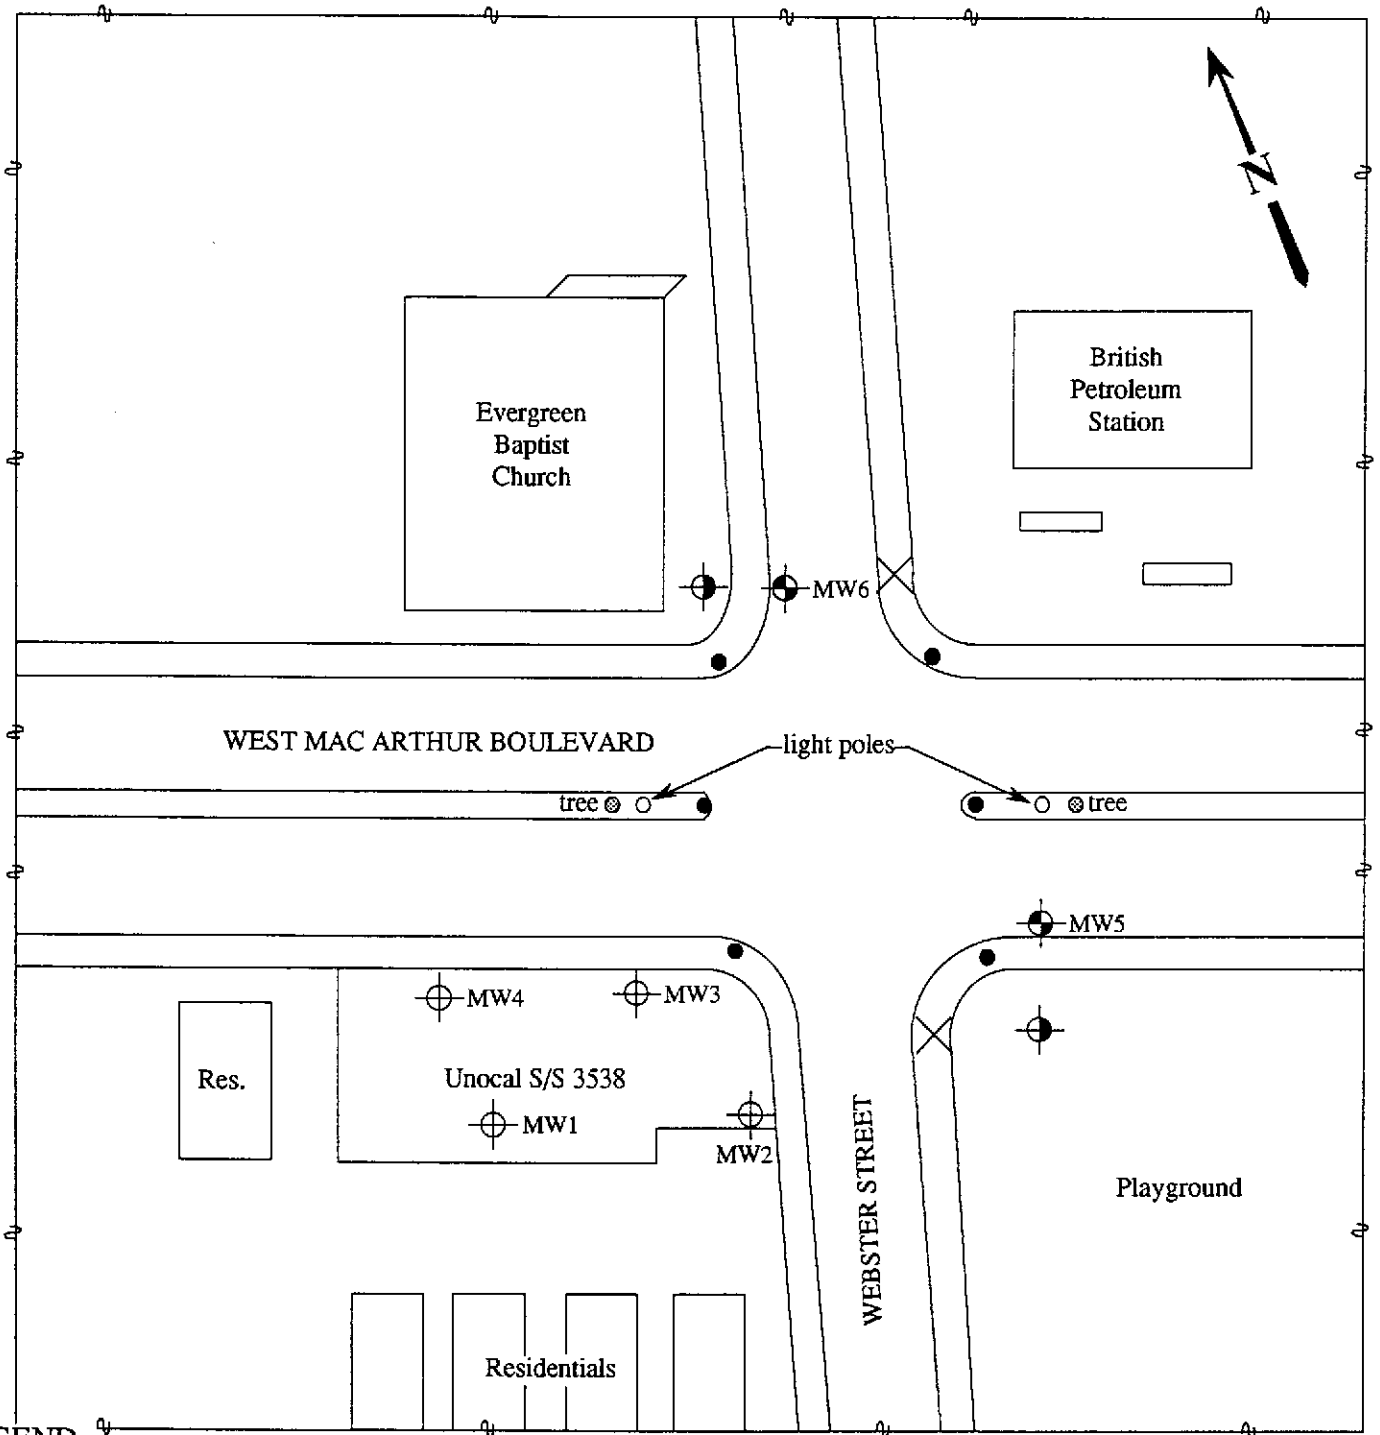 N
British
Petroleum
Station
Evergreen
Baptist
Church
MW6
WEST MAC ARTHUR BOULEVARD
light poles
tree
tree
MW5
MW4
MW3
Res.
Unocal S/S 3538
MW1
MW2
WEBSTER STREET
Playground
Residentials